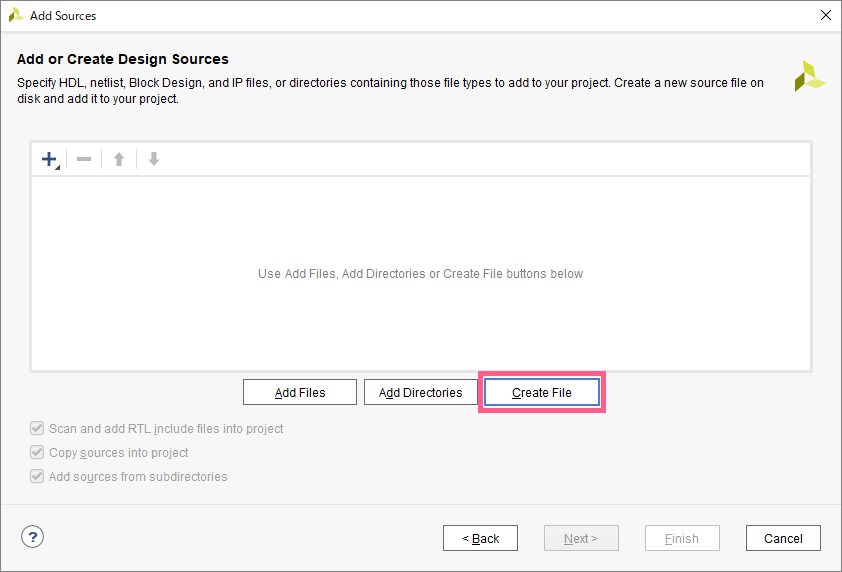 Add Sources
Add or Create Design Sources
Specify HDL, netlist, Block Design, and IP files, or directories containing those file types to add to your project. Create a new source file on
disk and add it to your project.
Use Add Files, Add Directories or Create File buttons below
Add Files
Add Directories
Create File
Scan and add RTL include files into project
Copy sources into project
Add sources from subdirectories
?
< Back
Next >
Finish
Cancel